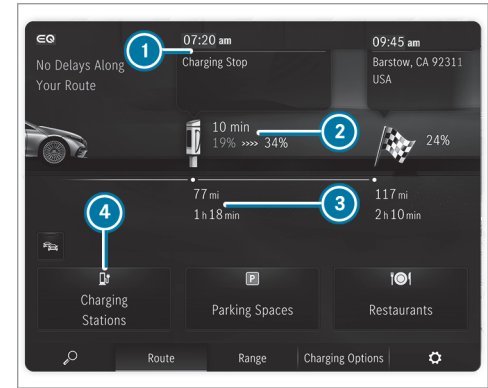 EQ
No Delays Along
Your Route
07:20 am
Charging Stop
09:45 am
Barstow, CA 92311
USA
1
10 min
19% »»» 34%
2
24%
77 mi
1 h 18 min
3
117 mi
2 h 10 min
4
Charging
Stations
P
Parking Spaces
Restaurants
Route
Range
Charging Options